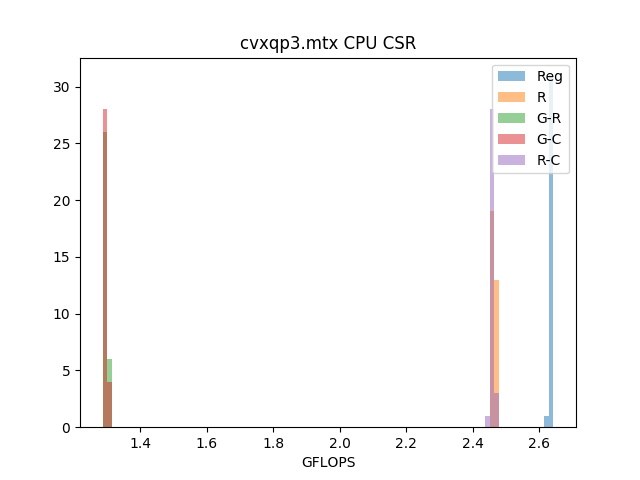 cvxqp3.mtx CPU CSR
30
25
20
15
10
5
0
Reg
R
G-R
G-C
R-C
1.4 1.6 1.8 2.0 2.2 2.4 2.6
GFLOPS